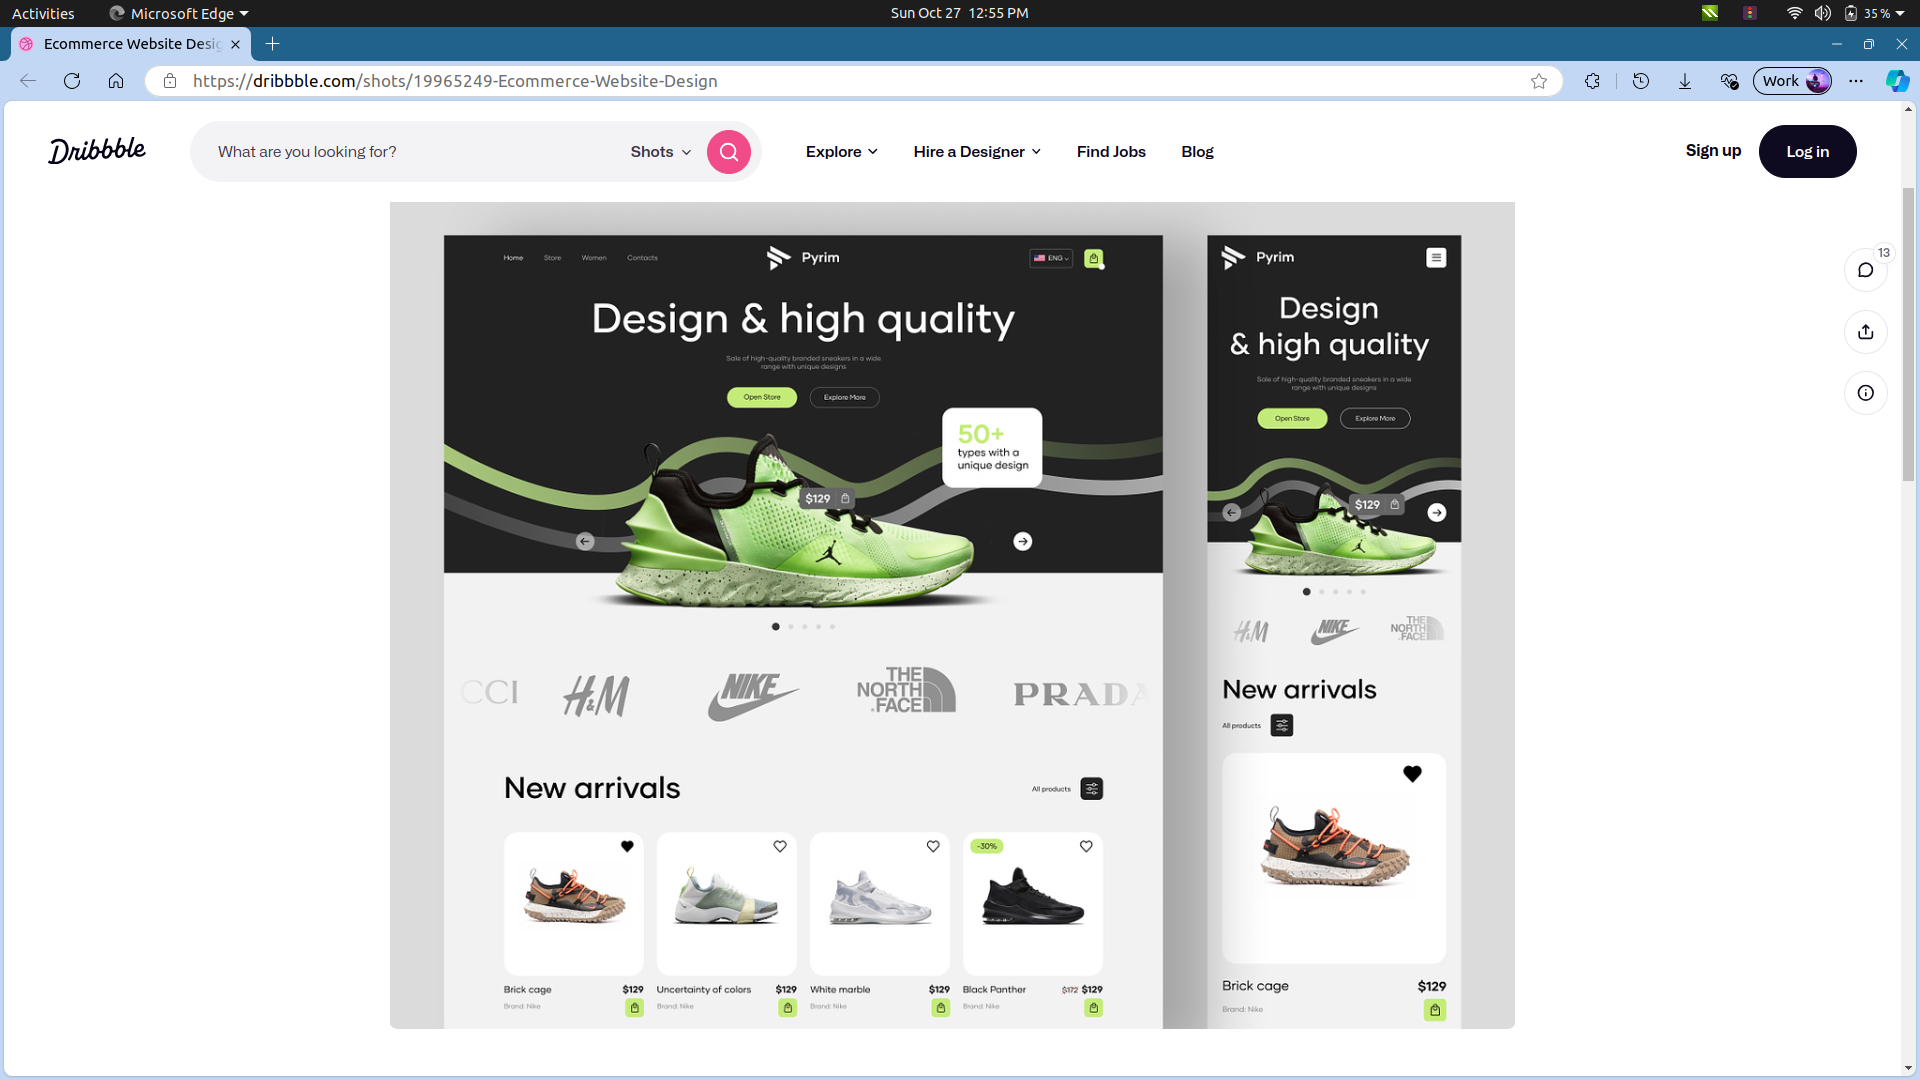 Activities
Microsoft Edge
Sun Oct 27 12:55 PM
35 %
Ecommerce Website Desig
https://dribbble.com/shots/19965249-Ecommerce-Website-Design
Work
Dribbble
What are you looking for?
Shots
Explore
Hire a Designer
Find Jobs
Blog
Sign up
Log in
13
Home
Store
Women
Contacts
Pyrim
ENG
Design & high quality
Sale of high-quality branded sneakers in a wide
range with unique designs
Open Store
Explore More
50+
types with a
unique design
$129
CCI
H&M
NIKE
THE
NORTH
FACE
PRADA
New arrivals
All products
-30%
Brick cage
$129
Brand: Nike
Uncertainty of colors
$129
Brand: Nike
White marble
$129
Brand: Nike
Black Panther
$172 $129
Brand: Nike
Pyrim
Design
& high quality
Sale of high-quality branded sneakers in a wide
range with unique designs
Open Store
Explore More
$129
H&M
NIKE
THE
NORTH
FACE
New arrivals
All products
Brick cage
$129
Brand: Nike